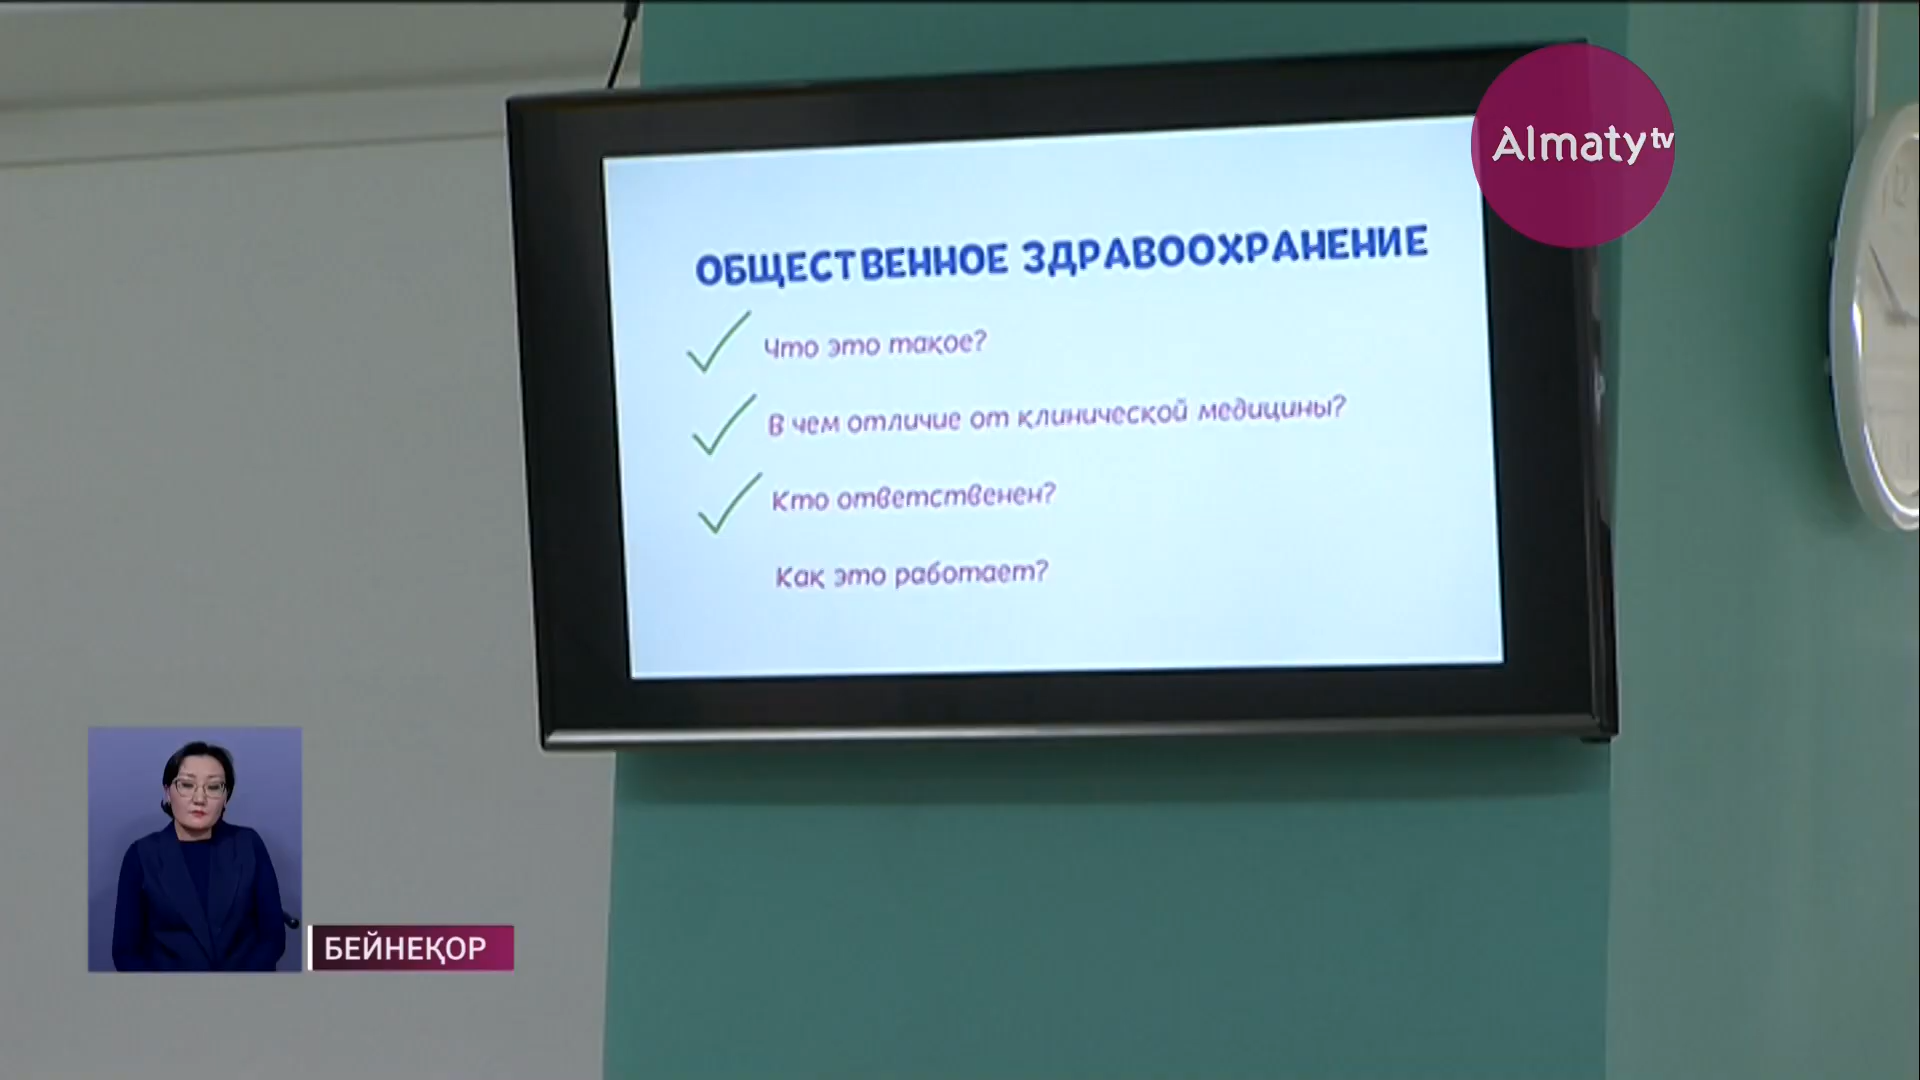 Almaty tv
ОБЩЕСТВЕННОЕ ЗДРАВООХРАНЕНИЕ
Что это такое?
В чем отличие от клинической медицины?
Кто ответственен?
Как это работает?
БЕЙНЕҚОР